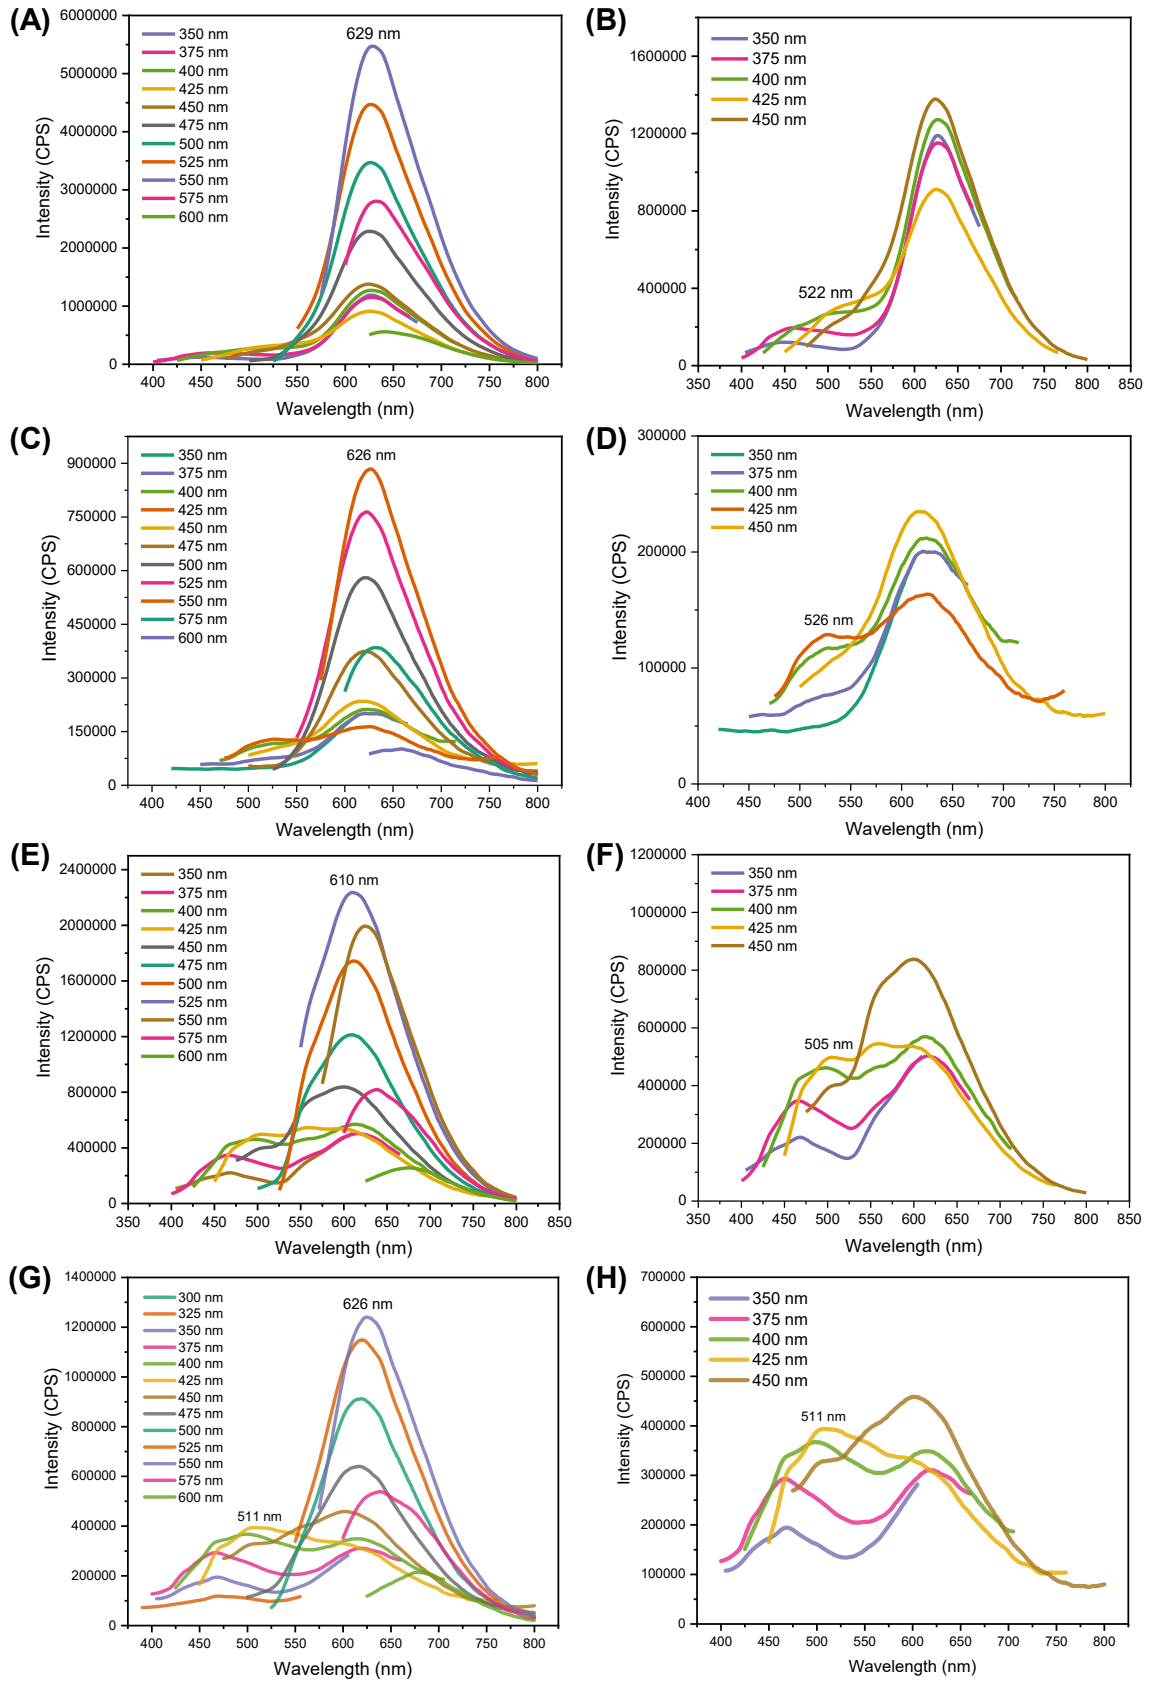 (A)
629 nm
350 nm
375 nm
400 nm
425 nm
450 nm
475 nm
500 nm
525 nm
550 nm
575 nm
600 nm
6000000
5000000
4000000
3000000
2000000
1000000
0
400 450 500 550 600 650 700 750 800
Intensity (CPS)
Wavelength (nm)
(B)
350 nm
375 nm
400 nm
425 nm
450 nm
522 nm
1600000
1200000
800000
400000
0
350 400 450 500 550 600 650 700 750 800 850
Intensity (CPS)
Wavelength (nm)
(C)
626 nm
350 nm
375 nm
400 nm
425 nm
450 nm
475 nm
500 nm
525 nm
550 nm
575 nm
600 nm
900000
750000
600000
450000
300000
150000
0
400 450 500 550 600 650 700 750 800
Intensity (CPS)
Wavelength (nm)
(D)
350 nm
375 nm
400 nm
425 nm
450 nm
526 nm
300000
200000
100000
0
400 450 500 550 600 650 700 750 800
Intensity (CPS)
Wavelength (nm)
(E)
610 nm
350 nm
375 nm
400 nm
425 nm
450 nm
475 nm
500 nm
525 nm
550 nm
575 nm
600 nm
2400000
2000000
1600000
1200000
800000
400000
0
350 400 450 500 550 600 650 700 750 800 850
Intensity (CPS)
Wavelength (nm)
(F)
350 nm
375 nm
400 nm
425 nm
450 nm
505 nm
1200000
1000000
800000
600000
400000
200000
0
350 400 450 500 550 600 650 700 750 800 850
Intensity (CPS)
Wavelength (nm)
(G)
626 nm
300 nm
325 nm
350 nm
375 nm
400 nm
425 nm
450 nm
475 nm
500 nm
525 nm
550 nm
575 nm
600 nm
511 nm
1400000
1200000
1000000
800000
600000
400000
200000
0
400 450 500 550 600 650 700 750 800
Intensity (CPS)
Wavelength (nm)
(H)
350 nm
375 nm
400 nm
425 nm
450 nm
511 nm
700000
600000
500000
400000
300000
200000
100000
0
400 450 500 550 600 650 700 750 800
Intensity (CPS)
Wavelength (nm)